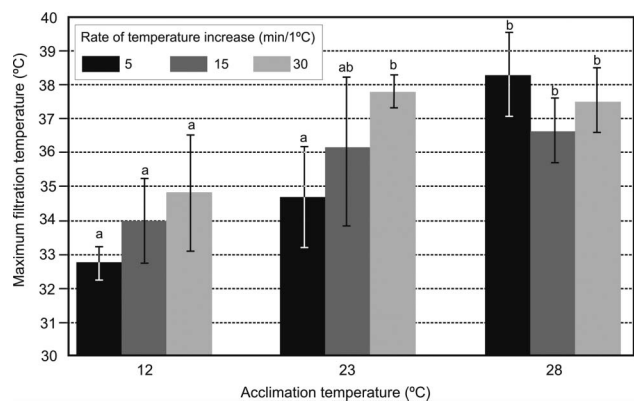 40
39
38
37
36
35
34
33
32
31
30
Maximum filtration temperature (ºC)
Rate of temperature increase (min/1ºC)
5 15 30
a a a
a ab b
b b b
12 23 28
Acclimation temperature (ºC)